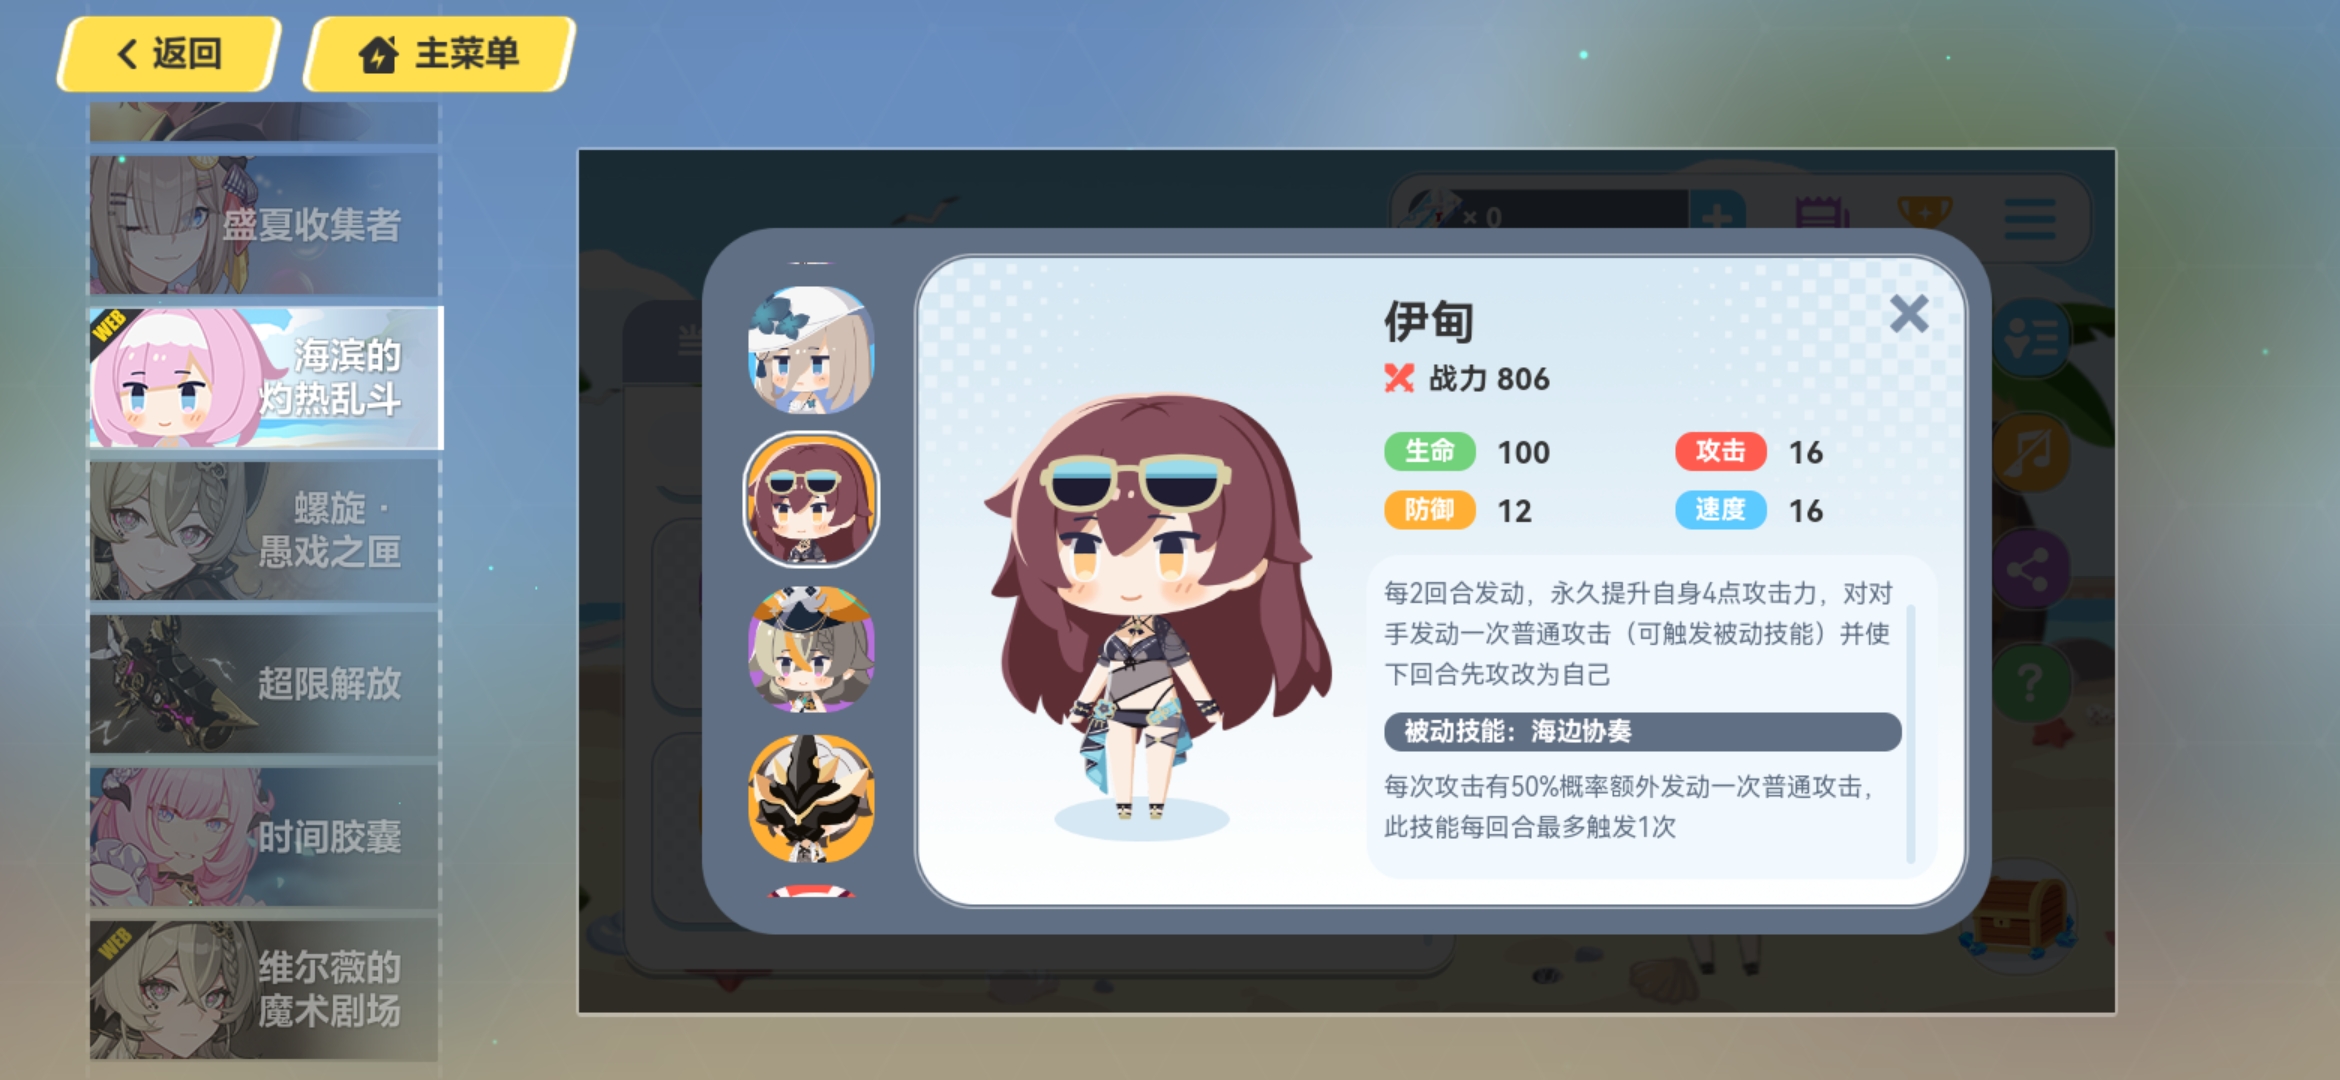 返回
主菜单
盛夏收集者
WEB
海滨的
灼热乱斗
螺旋·
愚戏之匣
超限解放
时间胶囊
WEB
维尔薇的
魔术剧场
× 0
当
伊甸
战力 806
生命 100
攻击 16
防御 12
速度 16
每2回合发动，永久提升自身4点攻击力，对对
手发动一次普通攻击（可触发被动技能）并使
下回合先攻改为自己
被动技能：海边协奏
每次攻击有50%概率额外发动一次普通攻击，
此技能每回合最多触发1次
?